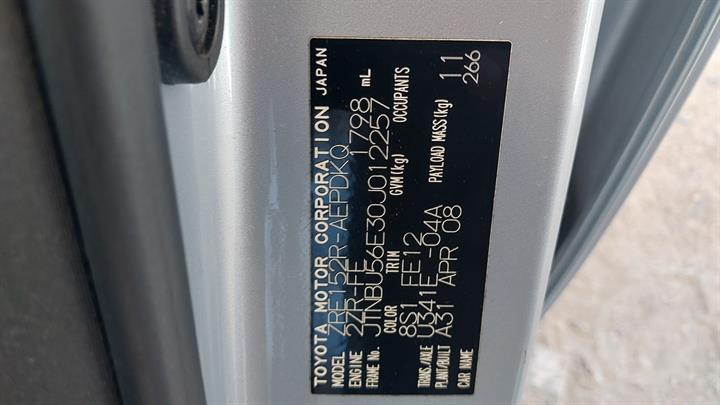 TOYOTA MOTOR CORPORATION JAPAN
MODEL ZRE152R-AEPDKQ
ENGINE 2ZR-FE 1798 mL
FRAME No. JTNBU56E30J012257
COLOR TRIM GVM(kg) OCCUPANTS
8S1 EE12
TRANS/AXLE U341E -04A PAYLOAD MASS(kg)
PLANT/BUILT A31 APR 08 11
CAR NAME 266